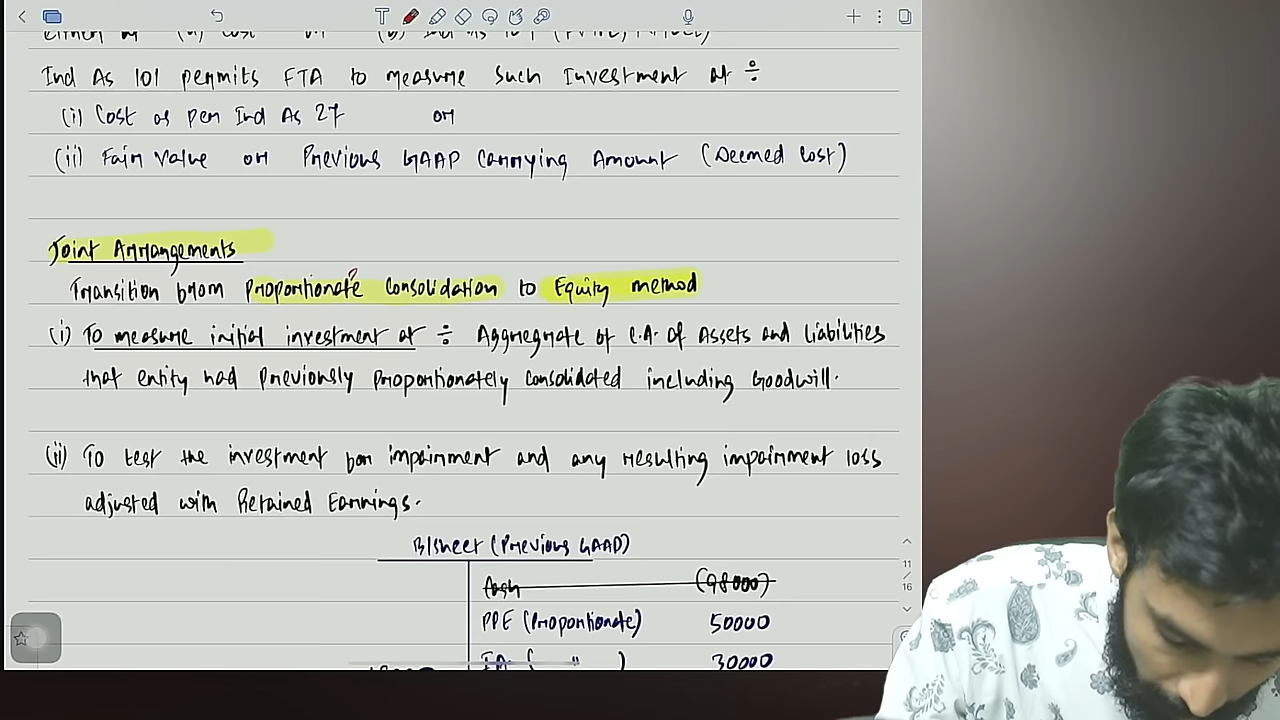 Ind As 101 permits FTA to measure such Investment at ÷
(i) Cost as per Ind As 27 or
(ii) Fair Value or Previous GAAP Carrying Amount (Deemed Cost)
Joint Arrangements
Transition from Proportionate Consolidation to Equity method
(i) To measure initial investment at ÷ Aggregate of C.A. of Assets and Liabilities
that entity had Previously Proportionately Consolidated including Goodwill.
(ii) To test the investment for impairment and any resulting impairment loss
adjusted with Retained Earnings.
B/Sheet (Previous GAAP)
Cash (98000)
PPE (Proportionate) 50000
30000
11
/
16